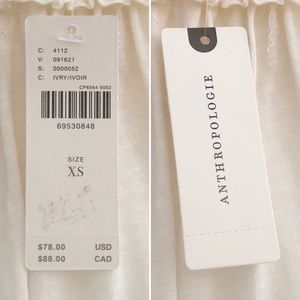 C: 4112
V: 091621
S: 0000052
C: IVRY/IVOIR
CP6564 0002
69530848
SIZE
XS
$78.00 USD
$88.00 CAD
ANTHROPOLOGIE